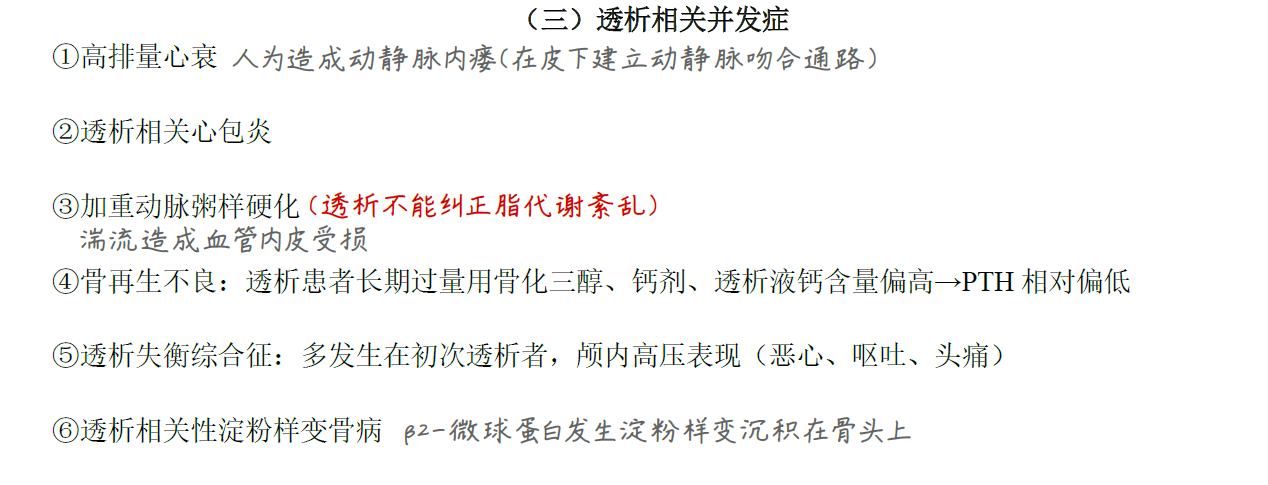 （三）透析相关并发症
①高排量心衰 人为造成动静脉内瘘(在皮下建立动静脉吻合通路)
②透析相关心包炎
③加重动脉粥样硬化(透析不能纠正脂代谢紊乱)
湍流造成血管内皮受损
④骨再生不良：透析患者长期过量用骨化三醇、钙剂、透析液钙含量偏高→PTH 相对偏低
⑤透析失衡综合征：多发生在初次透析者，颅内高压表现（恶心、呕吐、头痛）
⑥透析相关性淀粉样变骨病 β2-微球蛋白发生淀粉样变沉积在骨头上